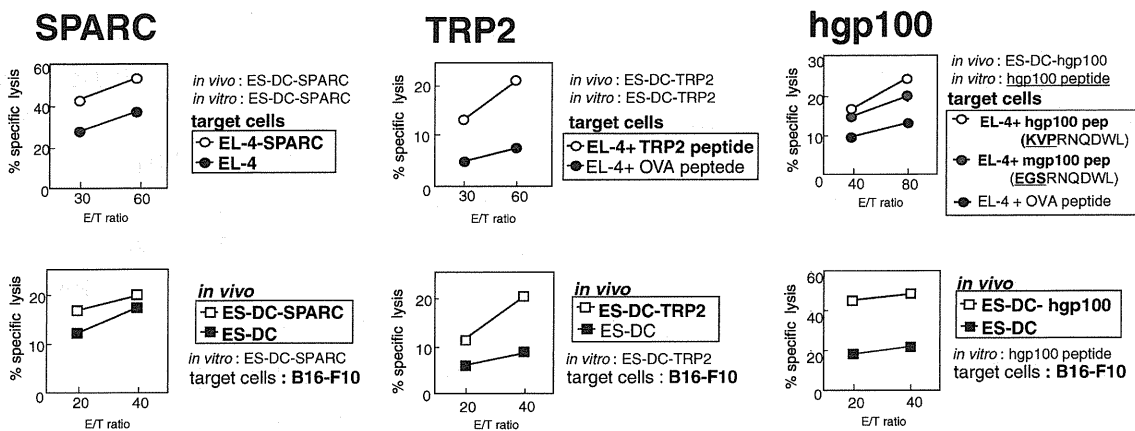 SPARC
60
40
20
0
30
60
% specific lysis
E/T ratio
in vivo : ES-DC-SPARC
in vitro : ES-DC-SPARC
target cells
EL-4-SPARC
EL-4
TRP2
20
10
0
30
60
% specific lysis
E/T ratio
in vivo : ES-DC-TRP2
in vitro : ES-DC-TRP2
target cells
EL-4+ TRP2 peptide
EL-4+ OVA peptede
hgp100
30
20
10
0
40
80
% specific lysis
E/T ratio
in vivo : ES-DC-hgp100
in vitro : hgp100 peptide
target cells
EL-4+ hgp100 pep
(KVPRNQDWL)
EL-4+ mgp100 pep
(EGSRNQDWL)
EL-4 + OVA peptide
20
10
0
20
40
% specific lysis
E/T ratio
in vivo
ES-DC-SPARC
ES-DC
in vitro : ES-DC-SPARC
target cells : B16-F10
20
10
0
20
40
% specific lysis
E/T ratio
in vivo
ES-DC-TRP2
ES-DC
in vitro : ES-DC-TRP2
target cells : B16-F10
60
40
20
0
20
40
% specific lysis
E/T ratio
in vivo
ES-DC- hgp100
ES-DC
in vitro : hgp100 peptide
target cells : B16-F10